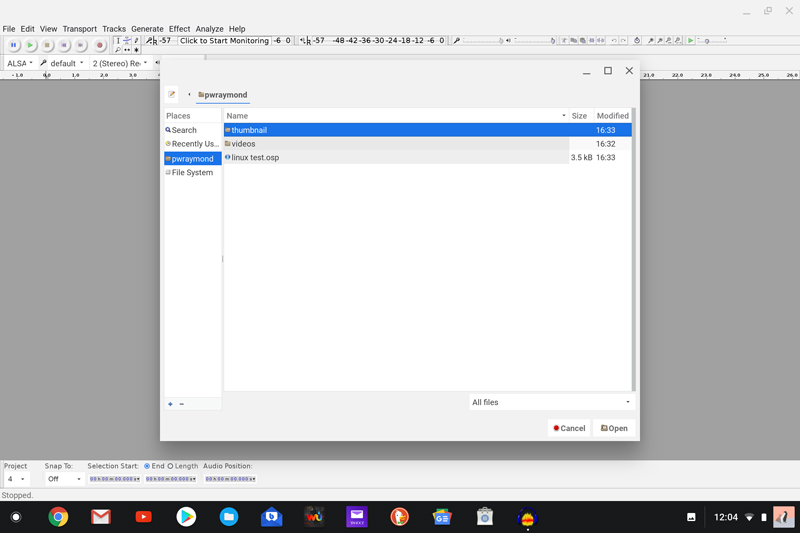 File Edit View Transport Tracks Generate Effect Analyze Help
-57 Click to Start Monitoring -6 0 -57 -48 -42 -36 -30 -24 -18 -12 -6 0
ALSA default 2 (Stereo) Re
-1.0 0.0 1.0 2.0 3.0 21.0 22.0 23.0 24.0 25.0 26.0
pwraymond
Places Name Size Modified
Search thumbnail 16:33
Recently Us... videos 16:32
pwraymond linux test.osp 3.5 kB 16:33
File System
All files
Cancel Open
Project Snap To: Selection Start: End Length Audio Position:
4 Off 00 h 00 m 00.000 s 00 h 00 m 00.000 s 00 h 00 m 00.000 s
Stopped.
12:04